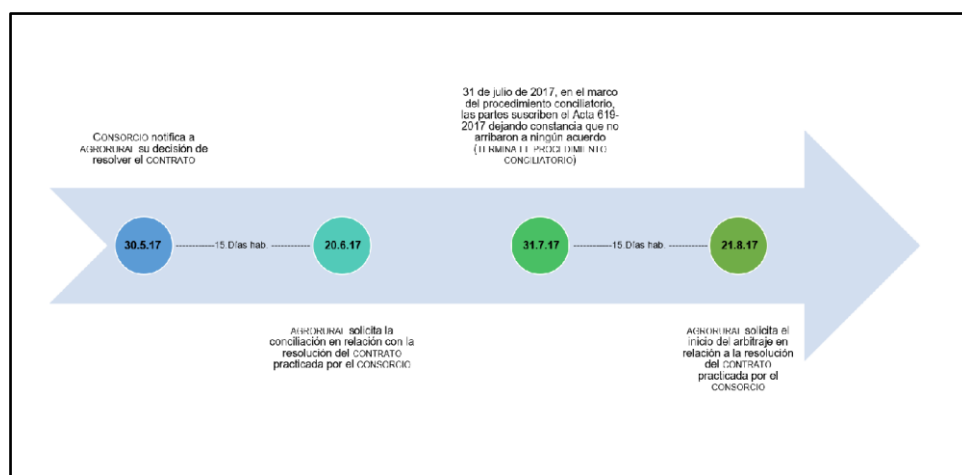 CONSORCIO notifica a
AGRORURAL su decisión de
resolver el CONTRATO
31 de julio de 2017, en el marco
del procedimiento conciliatorio,
las partes suscriben el Acta 619-
2017 dejando constancia que no
arribaron a ningún acuerdo
(TERMINA EL PROCEDIMIENTO
CONCILIATORIO)
30.5.17
15 Días hab.
20.6.17
31.7.17
15 Días hab.
21.8.17
AGRORURAL solicita la
conciliación en relación con la
resolución del CONTRATO
practicada por el CONSORCIO
AGRORURAL solicita el
inicio del arbitraje en
relación a la resolución
del CONTRATO
practicada por el
CONSORCIO